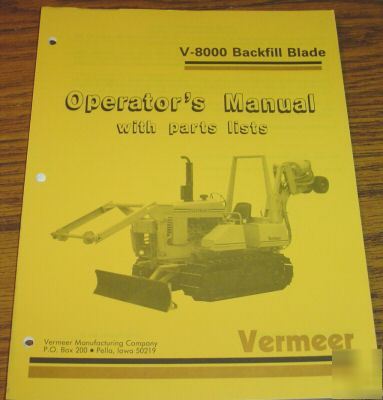 V-8000 Backfill Blade
Operator's Manual
with parts lists
Vermeer Manufacturing Company
P.O. Box 200 • Pella, Iowa 50219
Vermeer